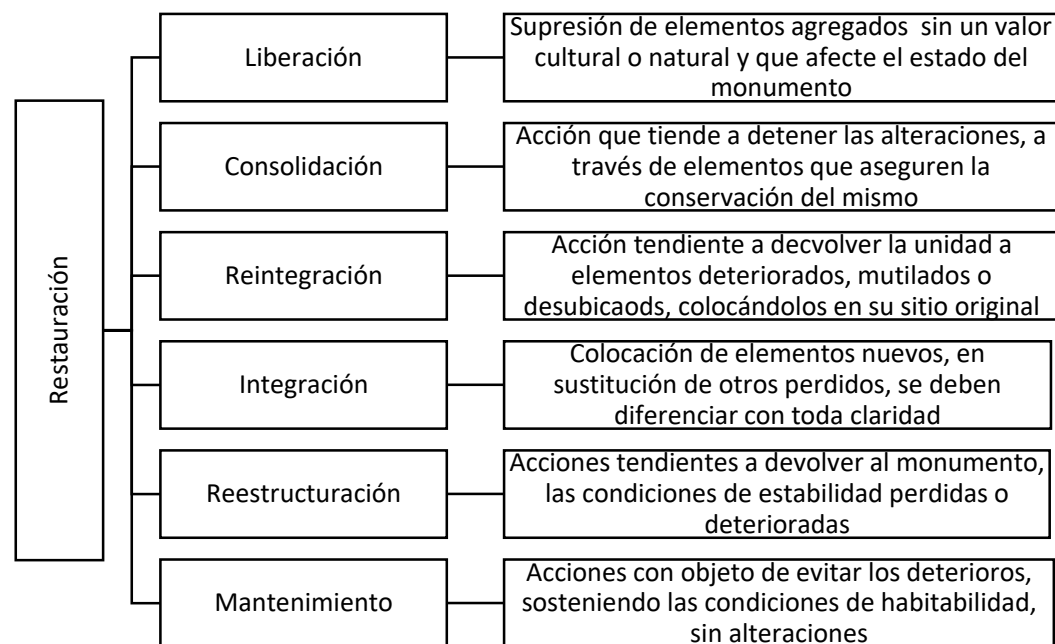 Restauración
Liberación
Supresión de elementos agregados sin un valor
cultural o natural y que afecte el estado del
monumento
Consolidación
Acción que tiende a detener las alteraciones, a
través de elementos que aseguren la
conservación del mismo
Reintegración
Acción tendiente a decvolver la unidad a
elementos deteriorados, mutilados o
desubicaods, colocándolos en su sitio original
Integración
Colocación de elementos nuevos, en
sustitución de otros perdidos, se deben
diferenciar con toda claridad
Reestructuración
Acciones tendientes a devolver al monumento,
las condiciones de estabilidad perdidas o
deterioradas
Mantenimiento
Acciones con objeto de evitar los deterioros,
sosteniendo las condiciones de habitabilidad,
sin alteraciones